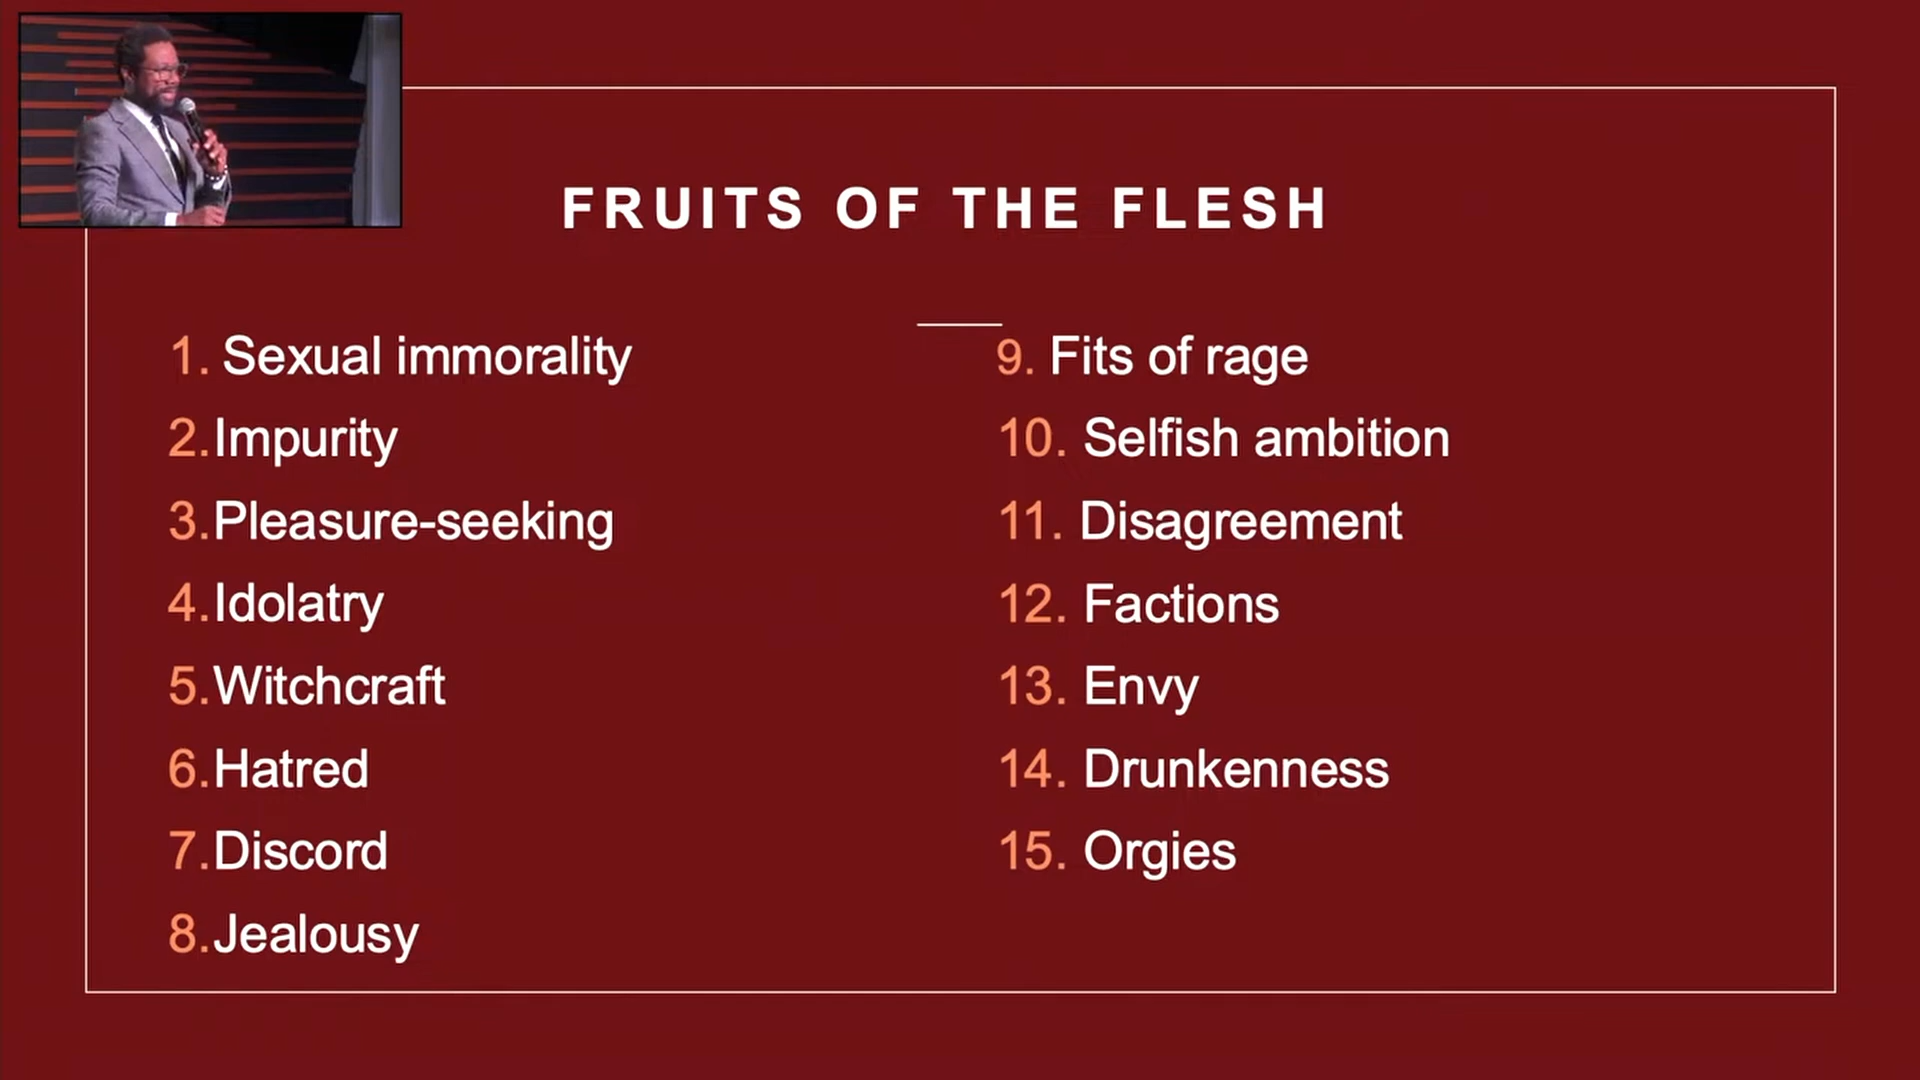 FRUITS OF THE FLESH
1. Sexual immorality
2. Impurity
3. Pleasure-seeking
4. Idolatry
5. Witchcraft
6. Hatred
7. Discord
8. Jealousy
9. Fits of rage
10. Selfish ambition
11. Disagreement
12. Factions
13. Envy
14. Drunkenness
15. Orgies